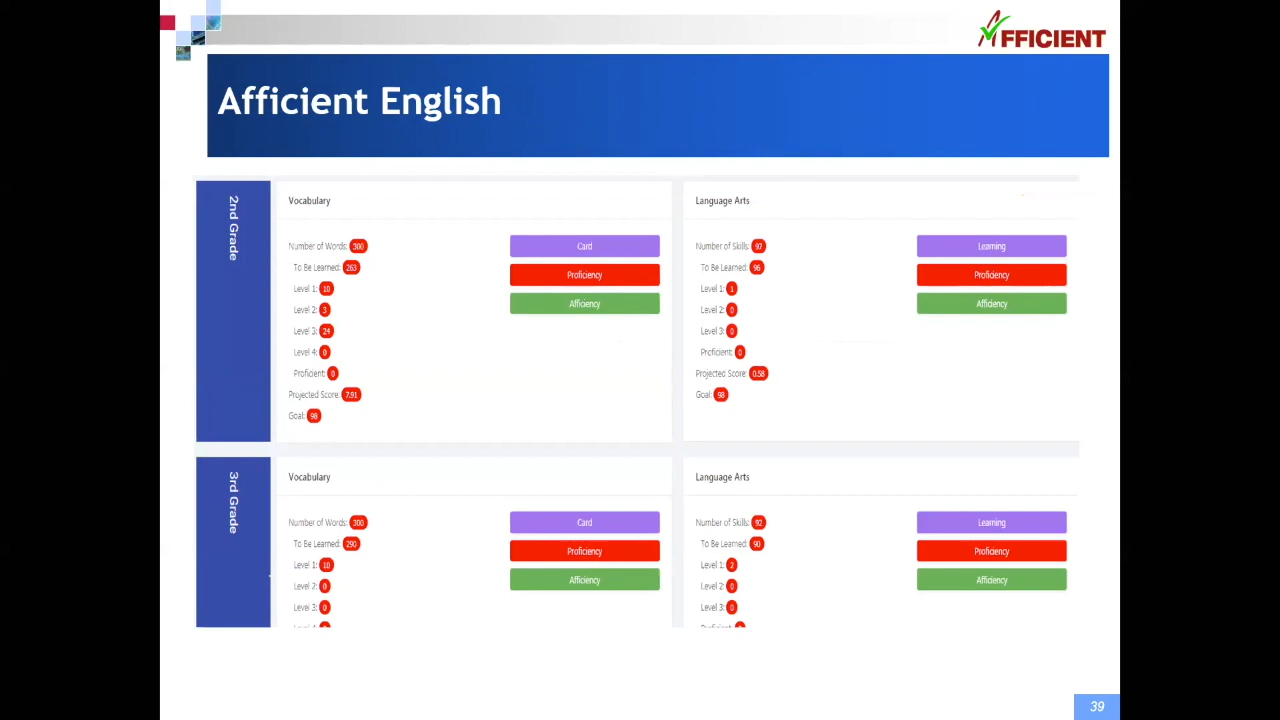 AFFICIENT
Afficient English
2nd Grade
Vocabulary
Number of Words: 300
To Be Learned: 263
Level 1: 10
Level 2: 3
Level 3: 24
Level 4: 0
Proficient: 0
Projected Score: 7.91
Goal: 98
Card
Proficiency
Afficiency
Language Arts
Number of Skills: 97
To Be Learned: 96
Level 1: 1
Level 2: 0
Level 3: 0
Proficient: 0
Projected Score: 0.58
Goal: 98
Learning
Proficiency
Afficiency
3rd Grade
Vocabulary
Number of Words: 300
To Be Learned: 290
Level 1: 10
Level 2: 0
Level 3: 0
Card
Proficiency
Afficiency
Language Arts
Number of Skills: 92
To Be Learned: 90
Level 1: 2
Level 2: 0
Level 3: 0
Learning
Proficiency
Afficiency
39